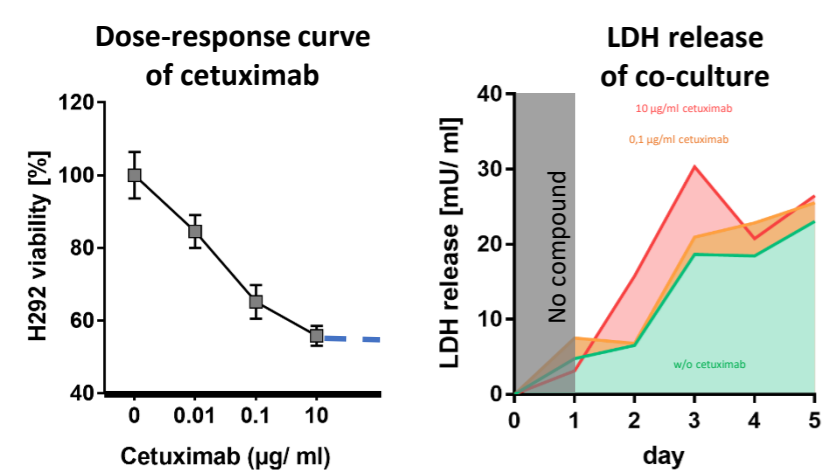 Dose-response curve
of cetuximab
120
100
80
60
40
H292 viability [%]
0 0.01 0.1 10
Cetuximab (µg/ ml)
LDH release
of co-culture
40
30
20
10
0
LDH release [mU/ ml]
10 µg/ml cetuximab
0,1 µg/ml cetuximab
No compound
w/o cetuximab
0 1 2 3 4 5
day